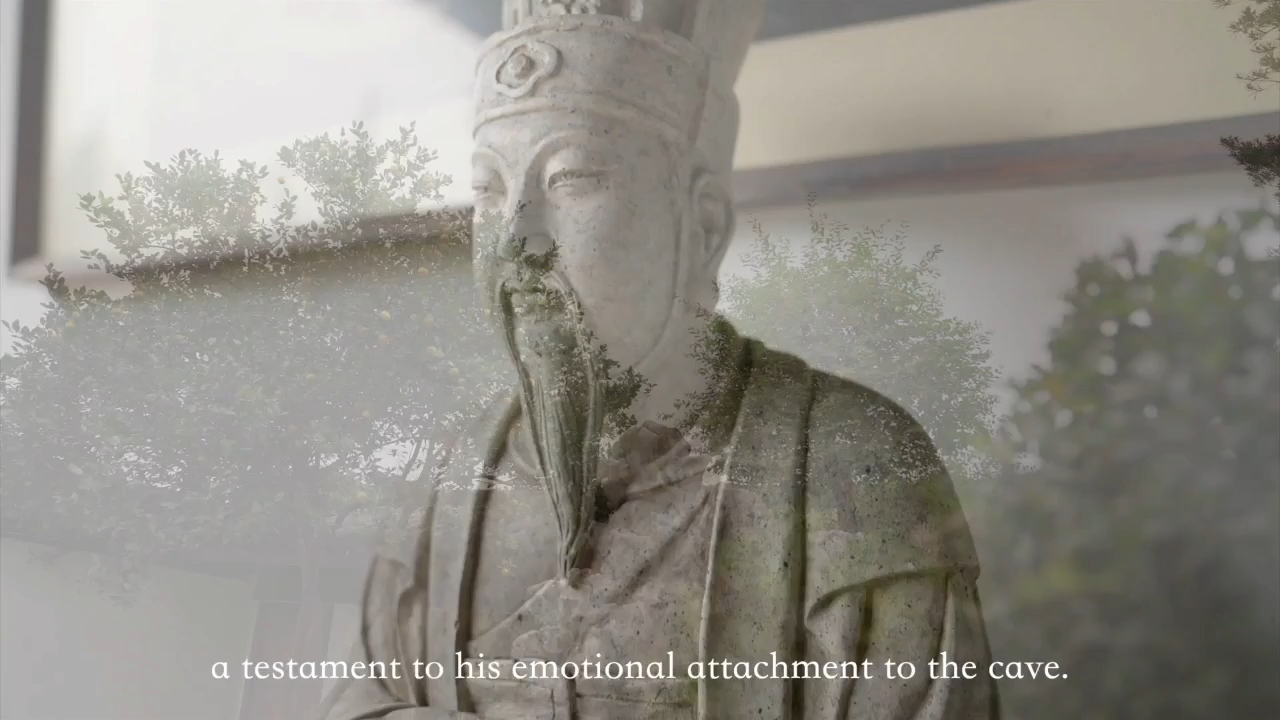 a testament to his emotional attachment to the cave.